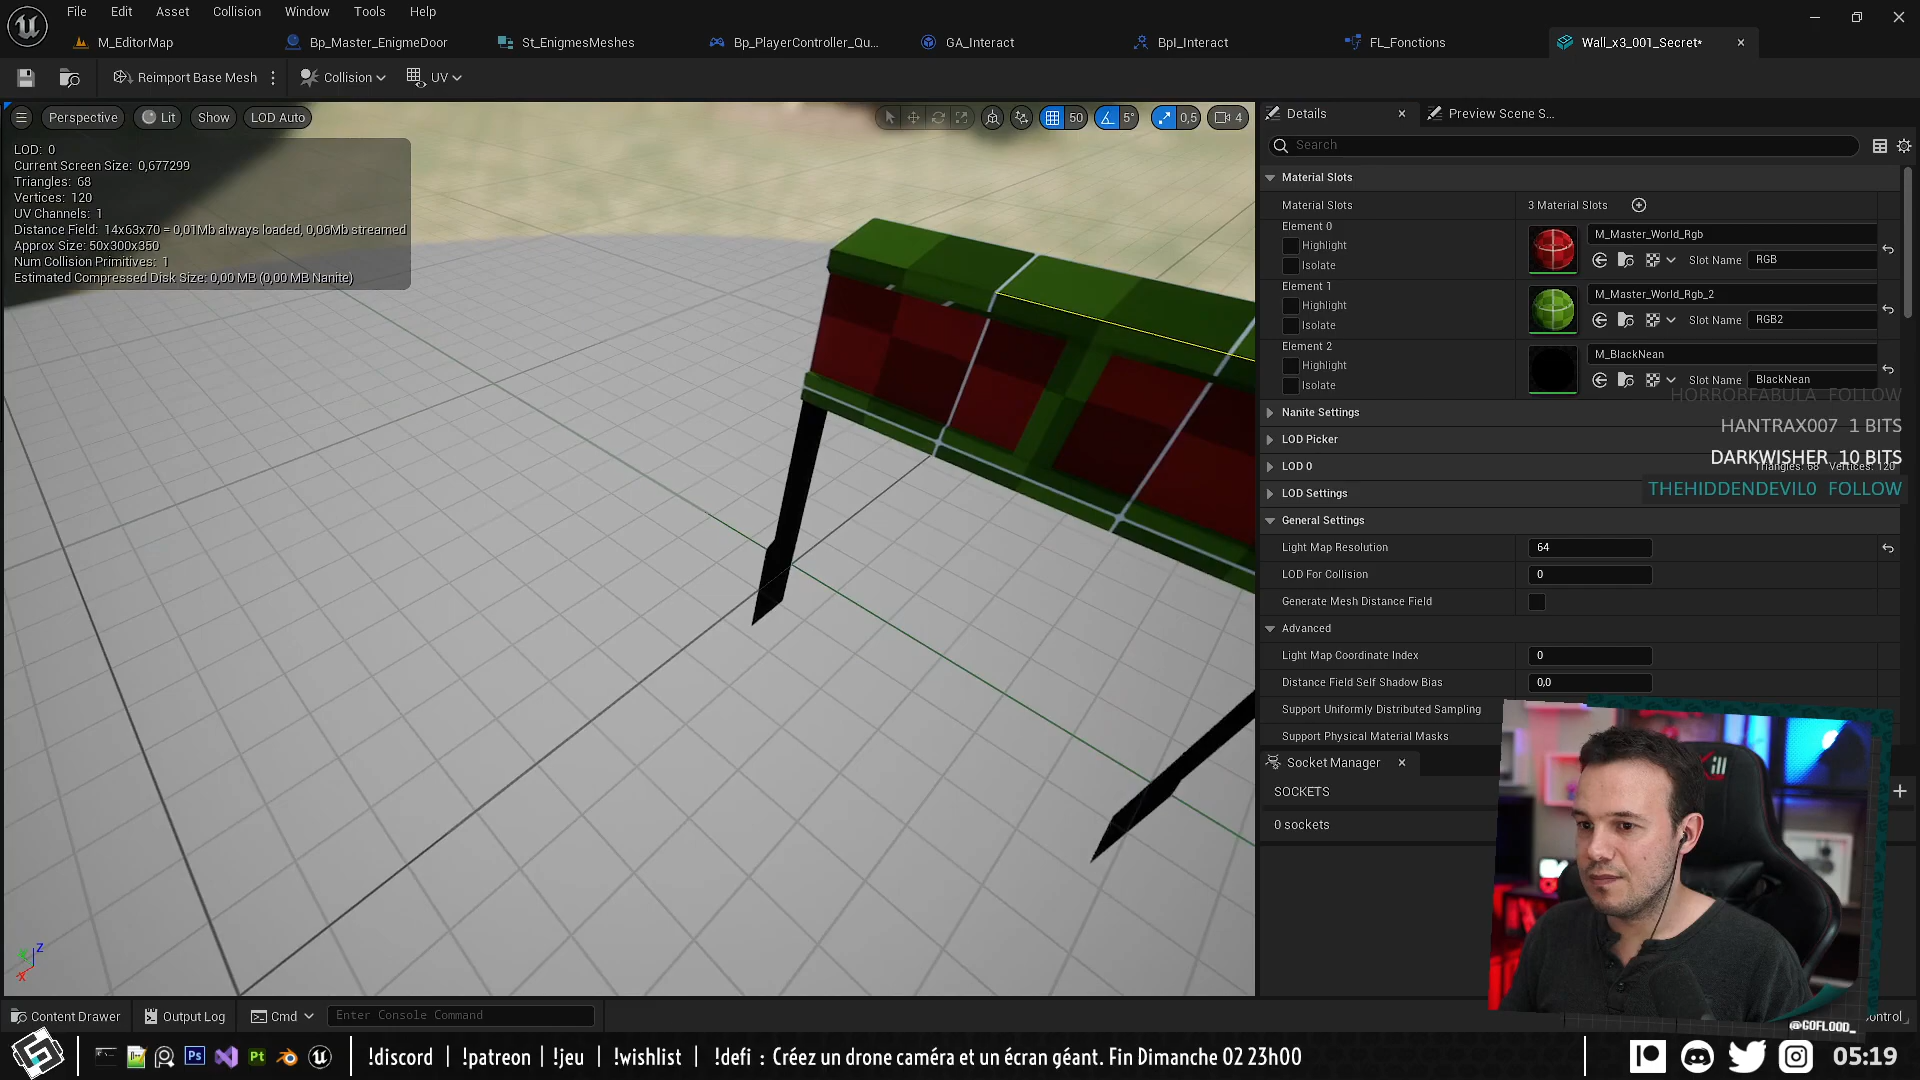 File Edit Asset Collision Window Tools Help
M_EditorMap Bp_Master_EnigmeDoor St_EnigmesMeshes Bp_PlayerController_Qu... GA_Interact BpI_Interact FL_Fonctions Wall_x3_001_Secret*
Reimport Base Mesh Collision UV
Perspective Lit Show LOD Auto 50 5° 0,5 4
LOD: 0
Current Screen Size: 0,677299
Triangles: 68
Vertices: 120
UV Channels: 1
Distance Field: 14x63x70 = 0,01Mb always loaded, 0,06Mb streamed
Approx Size: 50x300x350
Num Collision Primitives: 1
Estimated Compressed Disk Size: 0,00 MB (0,00 MB Nanite)
Details Preview Scene S...
Search
Material Slots
Material Slots 3 Material Slots
Element 0 M_Master_World_Rgb
Highlight
Isolate Slot Name RGB
Element 1 M_Master_World_Rgb_2
Highlight
Isolate Slot Name RGB2
Element 2 M_BlackNean
Highlight
Isolate Slot Name BlackNean
HORRORFABULA FOLLOW
Nanite Settings
HANTRAX007 1 BITS
LOD Picker
DARKWISHER 10 BITS
LOD 0 Triangles: 68 Vertices: 120
THEHIDDENDEVIL0 FOLLOW
LOD Settings
General Settings
Light Map Resolution 64
LOD For Collision 0
Generate Mesh Distance Field
Advanced
Light Map Coordinate Index 0
Distance Field Self Shadow Bias 0,0
Support Uniformly Distributed Sampling
Support Physical Material Masks
Socket Manager
SOCKETS
0 sockets
Z
X
Content Drawer Output Log Cmd Enter Console Command
@GOFLOOD_
!discord | !patreon | !jeu | !wishlist | !defi : Créez un drone caméra et un écran géant. Fin Dimanche 02 23h00
Ps Pt
05:19